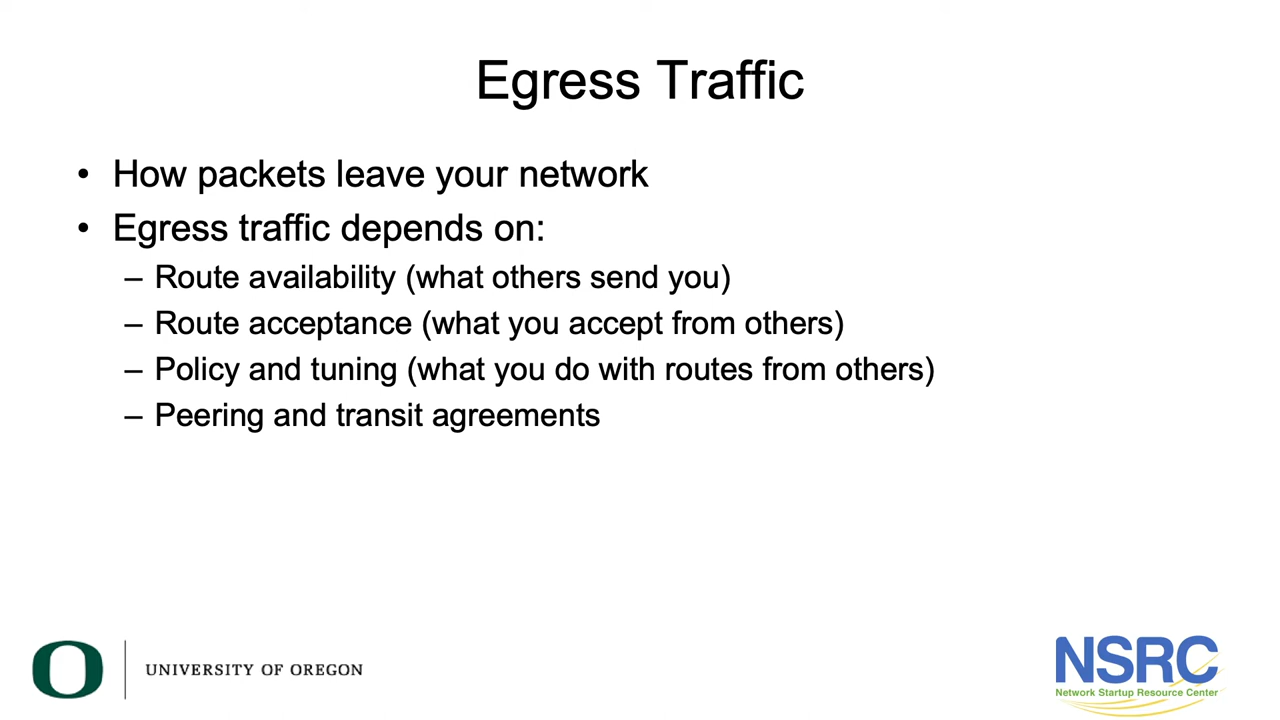 Egress Traffic
• How packets leave your network
• Egress traffic depends on:
– Route availability (what others send you)
– Route acceptance (what you accept from others)
– Policy and tuning (what you do with routes from others)
– Peering and transit agreements
O UNIVERSITY OF OREGON
NSRC
Network Startup Resource Center